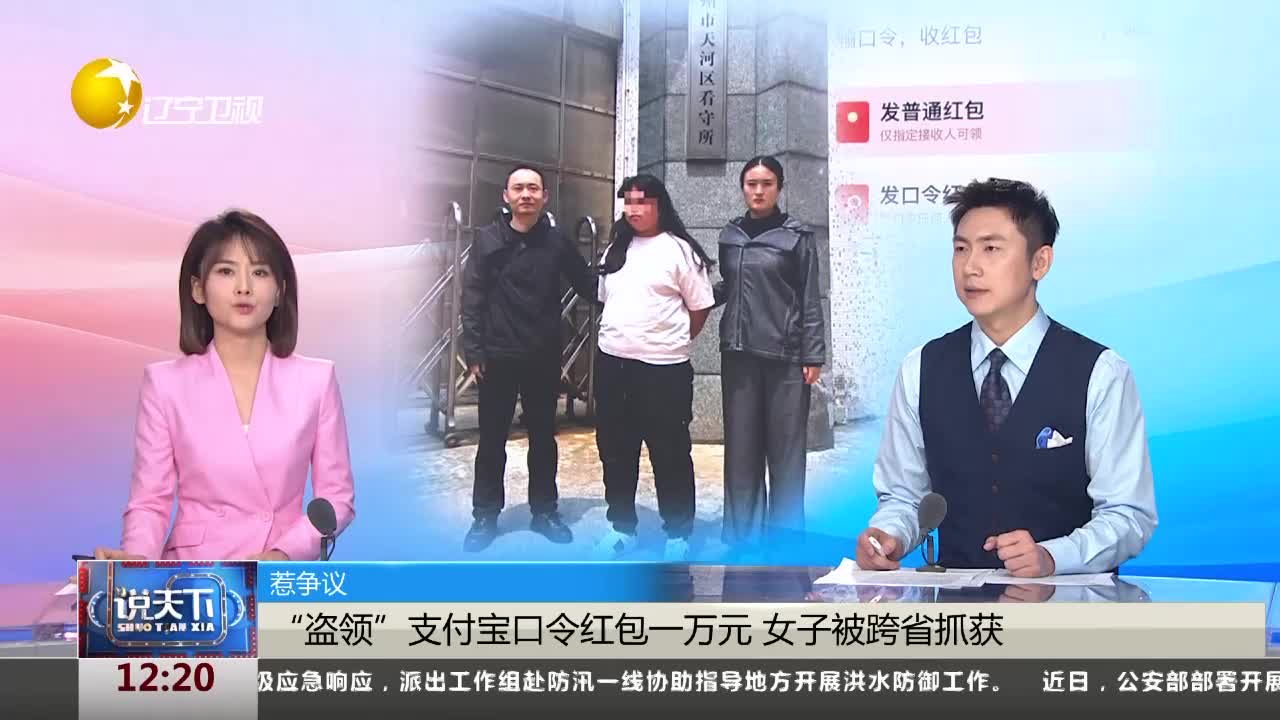 辽宁卫视
州市天河区看守所
输口令，收红包
发普通红包
仅指定接收人可领
发口令红
惹争议
说天下
SHUO TIAN XIA
“盗领”支付宝口令红包一万元 女子被跨省抓获
12:20
级应急响应，派出工作组赴防汛一线协助指导地方开展洪水防御工作。 近日，公安部部署开展